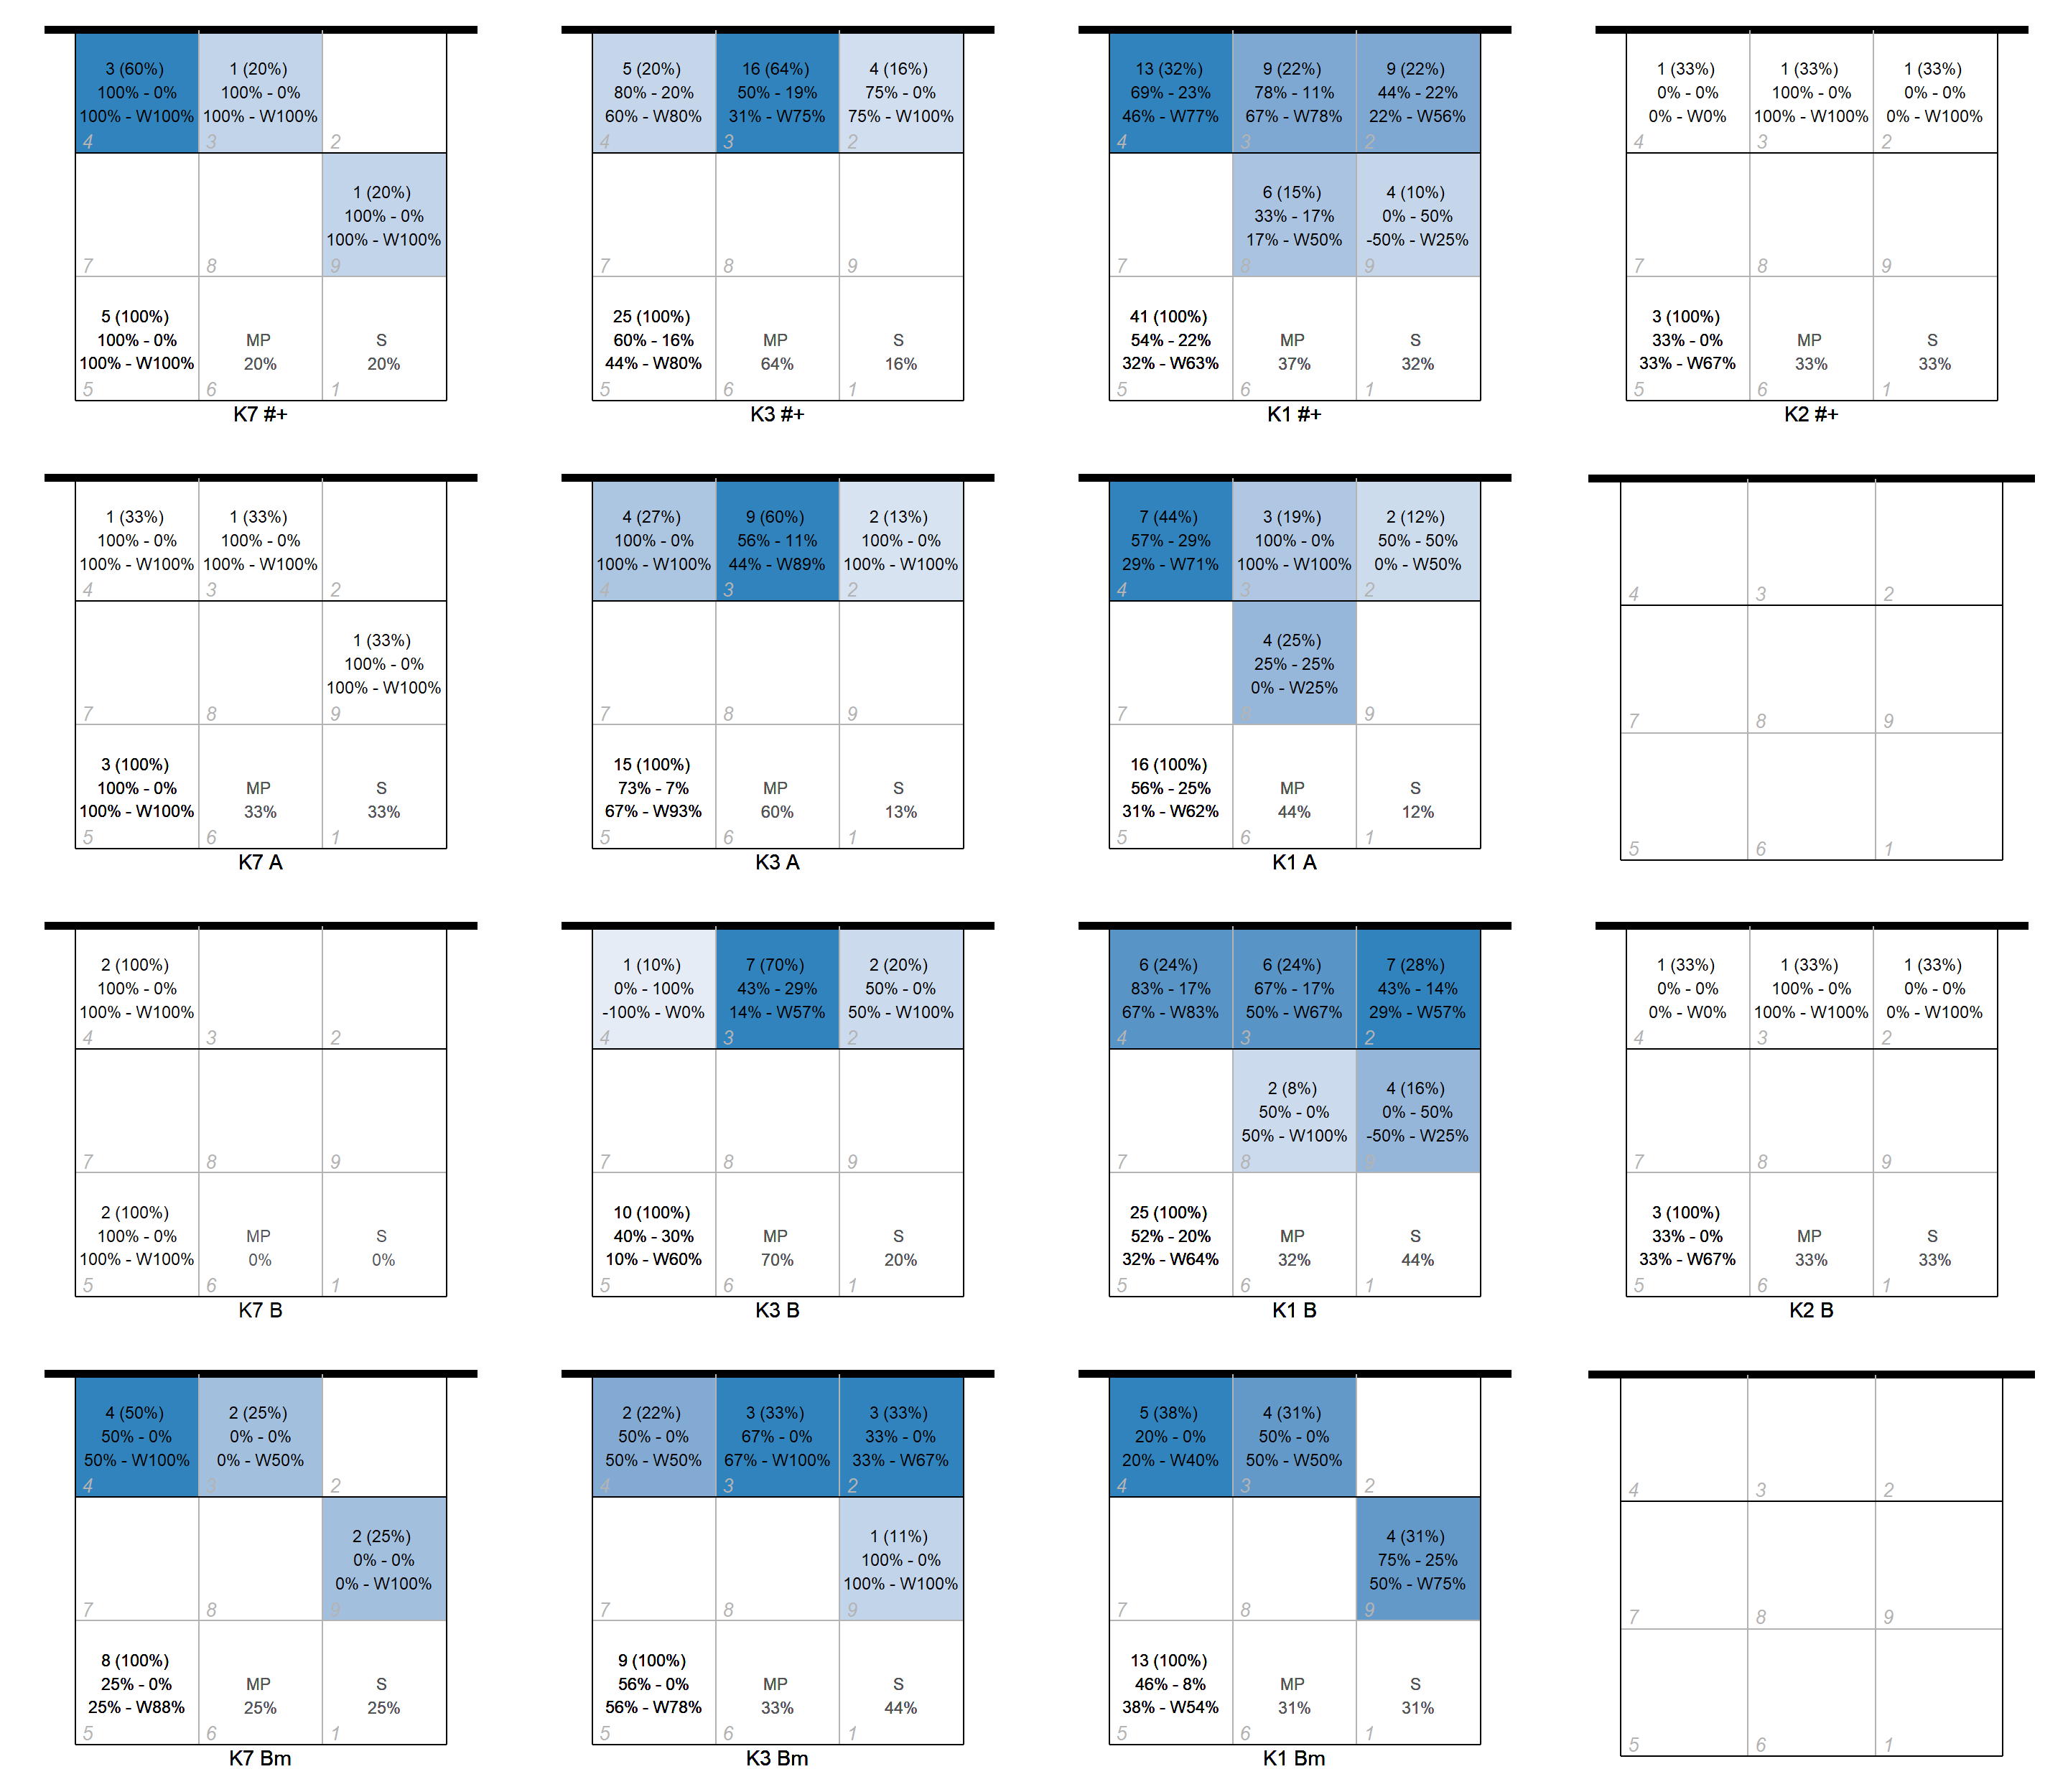 3 (60%)
100% - 0%
100% - W100%
4
1 (20%)
100% - 0%
100% - W100%
3
2
7
8
1 (20%)
100% - 0%
100% - W100%
9
5 (100%)
100% - 0%
100% - W100%
5
MP
20%
6
S
20%
1
K7 #+
5 (20%)
80% - 20%
60% - W80%
4
16 (64%)
50% - 19%
31% - W75%
3
4 (16%)
75% - 0%
75% - W100%
2
7
8
9
25 (100%)
60% - 16%
44% - W80%
5
MP
64%
6
S
16%
1
K3 #+
13 (32%)
69% - 23%
46% - W77%
4
9 (22%)
78% - 11%
67% - W78%
3
9 (22%)
44% - 22%
22% - W56%
2
7
6 (15%)
33% - 17%
17% - W50%
8
4 (10%)
0% - 50%
-50% - W25%
9
41 (100%)
54% - 22%
32% - W63%
5
MP
37%
6
S
32%
1
K1 #+
1 (33%)
0% - 0%
0% - W0%
4
1 (33%)
100% - 0%
100% - W100%
3
1 (33%)
0% - 0%
0% - W100%
2
7
8
9
3 (100%)
33% - 0%
33% - W67%
5
MP
33%
6
S
33%
1
K2 #+
1 (33%)
100% - 0%
100% - W100%
4
1 (33%)
100% - 0%
100% - W100%
3
2
7
8
1 (33%)
100% - 0%
100% - W100%
9
3 (100%)
100% - 0%
100% - W100%
5
MP
33%
6
S
33%
1
K7 A
4 (27%)
100% - 0%
100% - W100%
4
9 (60%)
56% - 11%
44% - W89%
3
2 (13%)
100% - 0%
100% - W100%
2
7
8
9
15 (100%)
73% - 7%
67% - W93%
5
MP
60%
6
S
13%
1
K3 A
7 (44%)
57% - 29%
29% - W71%
4
3 (19%)
100% - 0%
100% - W100%
3
2 (12%)
50% - 50%
0% - W50%
2
7
4 (25%)
25% - 25%
0% - W25%
8
9
16 (100%)
56% - 25%
31% - W62%
5
MP
44%
6
S
12%
1
K1 A
4
3
2
7
8
9
5
6
1
2 (100%)
100% - 0%
100% - W100%
4
3
2
7
8
9
2 (100%)
100% - 0%
100% - W100%
5
MP
0%
6
S
0%
1
K7 B
1 (10%)
0% - 100%
-100% - W0%
4
7 (70%)
43% - 29%
14% - W57%
3
2 (20%)
50% - 0%
50% - W100%
2
7
8
9
10 (100%)
40% - 30%
10% - W60%
5
MP
70%
6
S
20%
1
K3 B
6 (24%)
83% - 17%
67% - W83%
4
6 (24%)
67% - 17%
50% - W67%
3
7 (28%)
43% - 14%
29% - W57%
2
7
2 (8%)
50% - 0%
50% - W100%
8
4 (16%)
0% - 50%
-50% - W25%
9
25 (100%)
52% - 20%
32% - W64%
5
MP
32%
6
S
44%
1
K1 B
1 (33%)
0% - 0%
0% - W0%
4
1 (33%)
100% - 0%
100% - W100%
3
1 (33%)
0% - 0%
0% - W100%
2
7
8
9
3 (100%)
33% - 0%
33% - W67%
5
MP
33%
6
S
33%
1
K2 B
4 (50%)
50% - 0%
50% - W100%
4
2 (25%)
0% - 0%
0% - W50%
3
2
7
8
2 (25%)
0% - 0%
0% - W100%
9
8 (100%)
25% - 0%
25% - W88%
5
MP
25%
6
S
25%
1
K7 Bm
2 (22%)
50% - 0%
50% - W50%
4
3 (33%)
67% - 0%
67% - W100%
3
3 (33%)
33% - 0%
33% - W67%
2
7
8
1 (11%)
100% - 0%
100% - W100%
9
9 (100%)
56% - 0%
56% - W78%
5
MP
33%
6
S
44%
1
K3 Bm
5 (38%)
20% - 0%
20% - W40%
4
4 (31%)
50% - 0%
50% - W50%
3
2
7
8
4 (31%)
75% - 25%
50% - W75%
9
13 (100%)
46% - 8%
38% - W54%
5
MP
31%
6
S
31%
1
K1 Bm
4
3
2
7
8
9
5
6
1